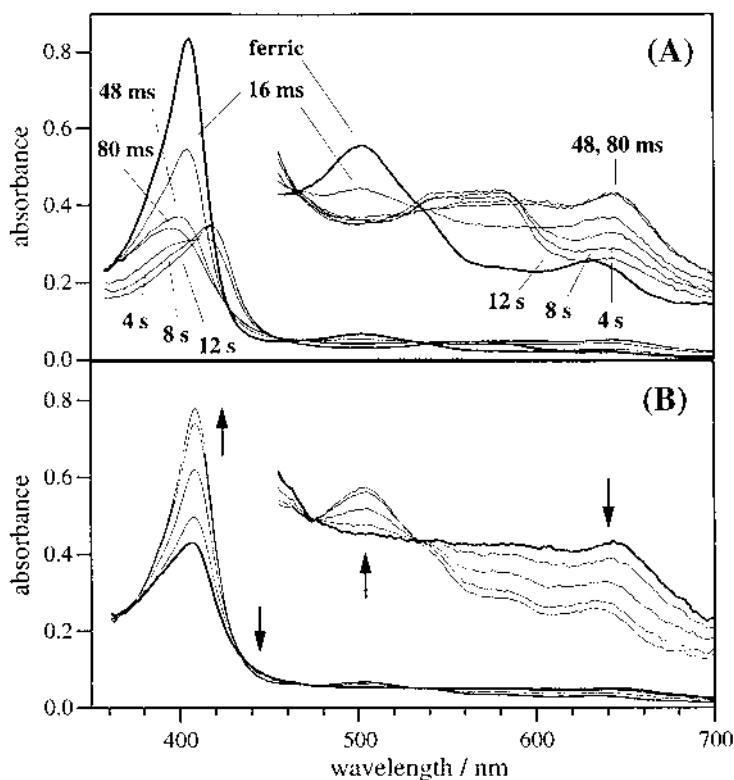 (A)
0.8
0.6
0.4
0.2
0.0
absorbance
ferric
16 ms
48 ms
80 ms
48, 80 ms
4 s
8 s
12 s
12 s
8 s
4 s
(B)
0.8
0.6
0.4
0.2
0.0
absorbance
400
500
600
700
wavelength / nm